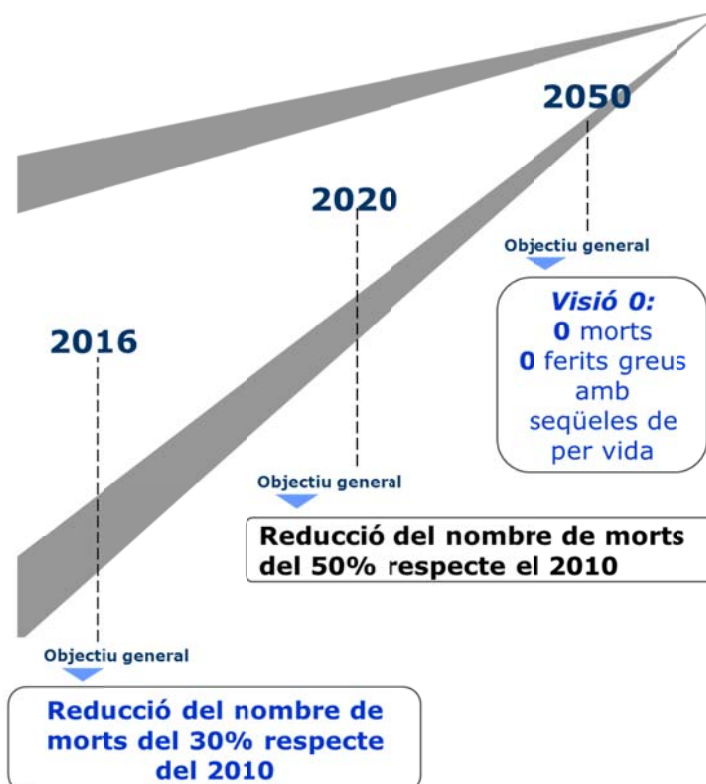 2050
Objectiu general
Visió 0:
0 morts
0 ferits greus
amb
seqüeles de
per vida
2020
Objectiu general
Reducció del nombre de morts
del 50% respecte el 2010
2016
Objectiu general
Reducció del nombre de
morts del 30% respecte
del 2010